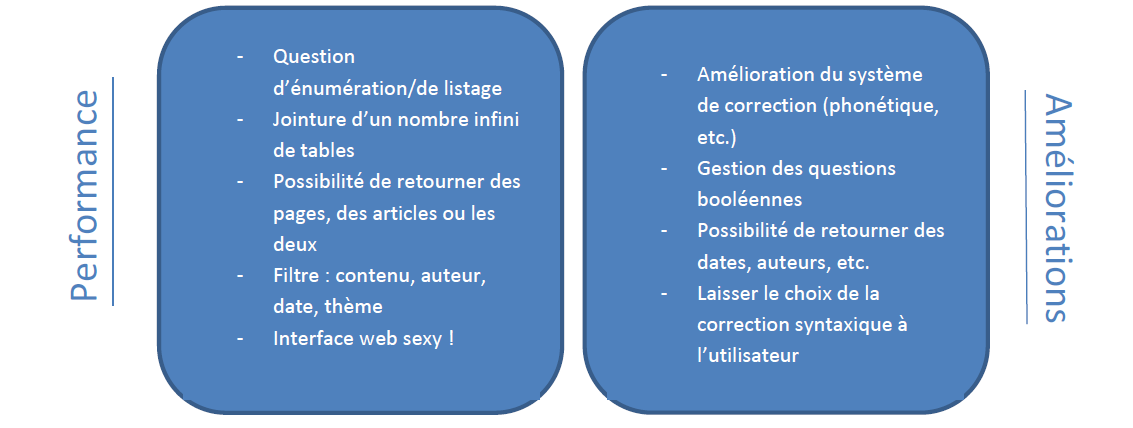 Performance
- Question
d'énumération/de listage
- Jointure d'un nombre infini
de tables
- Possibilité de retourner des
pages, des articles ou les
deux
- Filtre : contenu, auteur,
date, thème
- Interface web sexy !
- Amélioration du système
de correction (phonétique,
etc.)
- Gestion des questions
booléennes
- Possibilité de retourner des
dates, auteurs, etc.
- Laisser le choix de la
correction syntaxique à
l'utilisateur
Améliorations